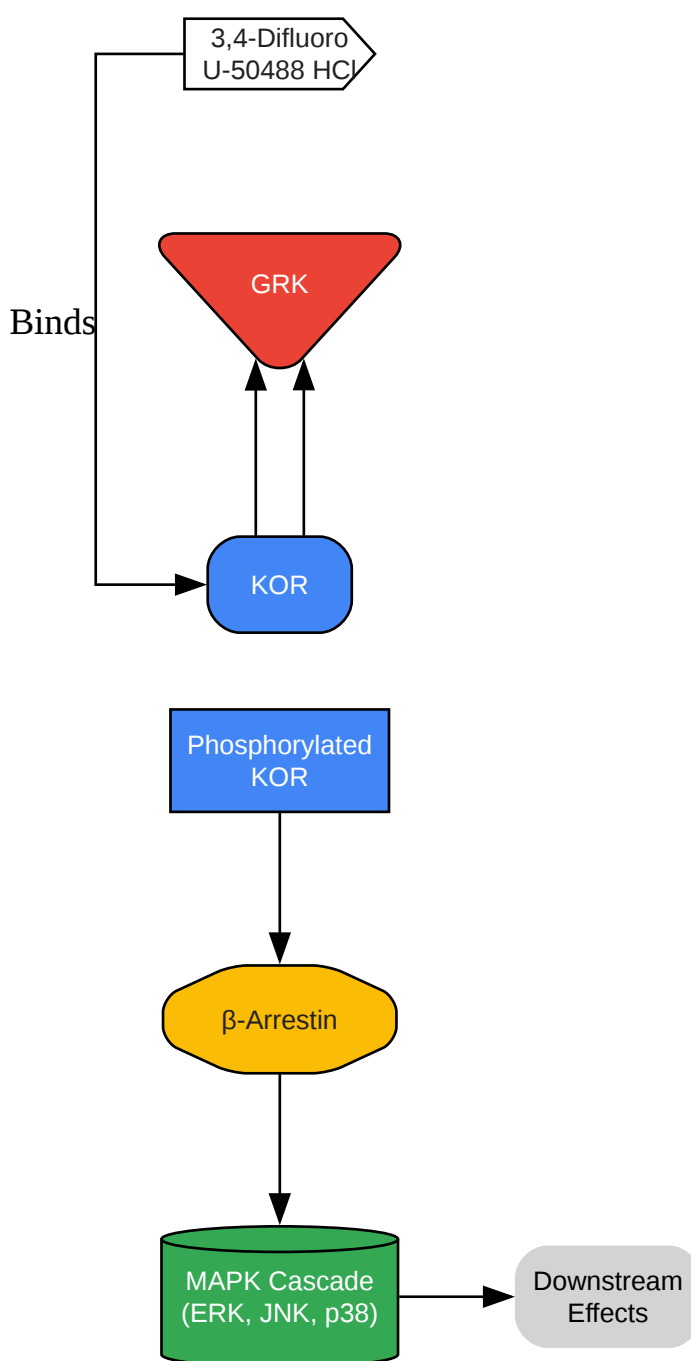 3,4-Difluoro
U-50488 HCl
GRK
Binds
KOR
Phosphorylated
KOR
β-Arrestin
MAPK Cascade
(ERK, JNK, p38)
Downstream
Effects